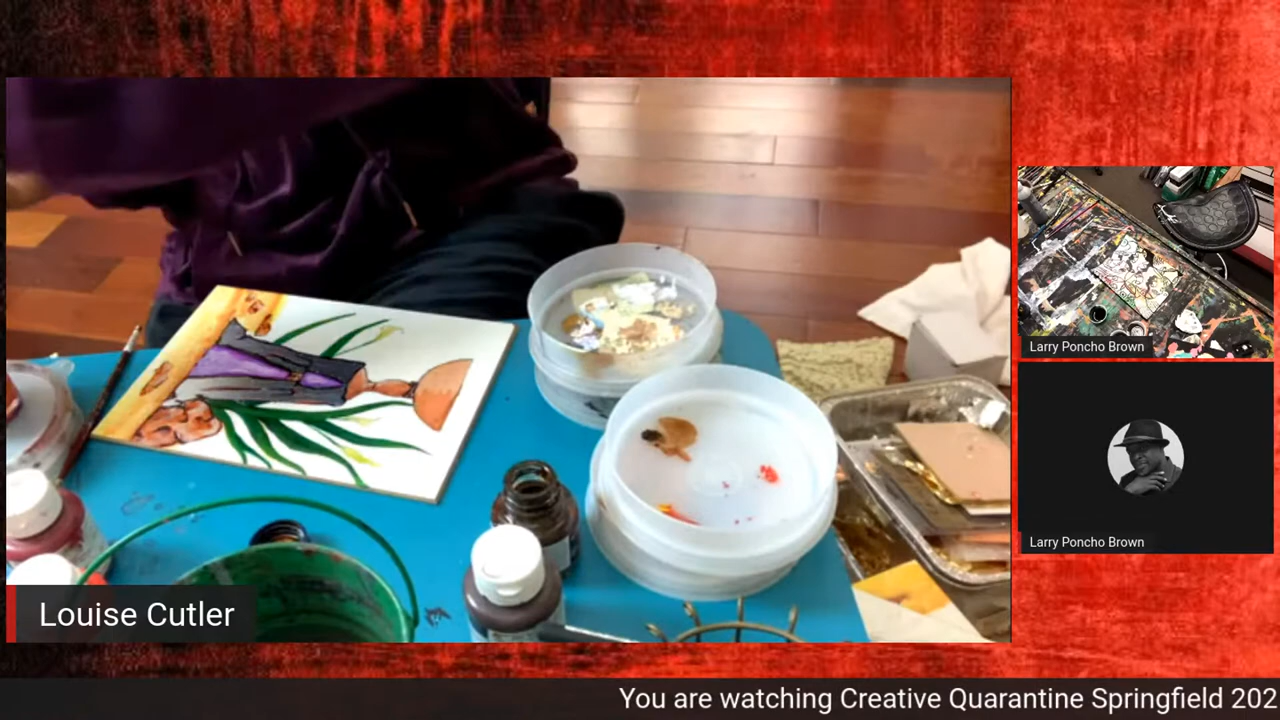 Louise Cutler
Larry Poncho Brown
Larry Poncho Brown
You are watching Creative Quarantine Springfield 202